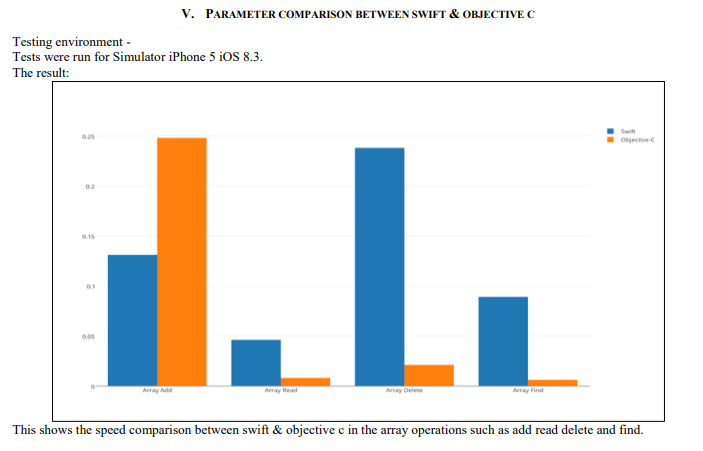 V. PARAMETER COMPARISON BETWEEN SWIFT & OBJECTIVE C
Testing environment -
Tests were run for Simulator iPhone 5 iOS 8.3.
The result:
Swift
Objective-C
0.25
0.2
0.15
0.1
0.05
0
Array Add
Array Read
Array Delete
Array Find
This shows the speed comparison between swift & objective c in the array operations such as add read delete and find.